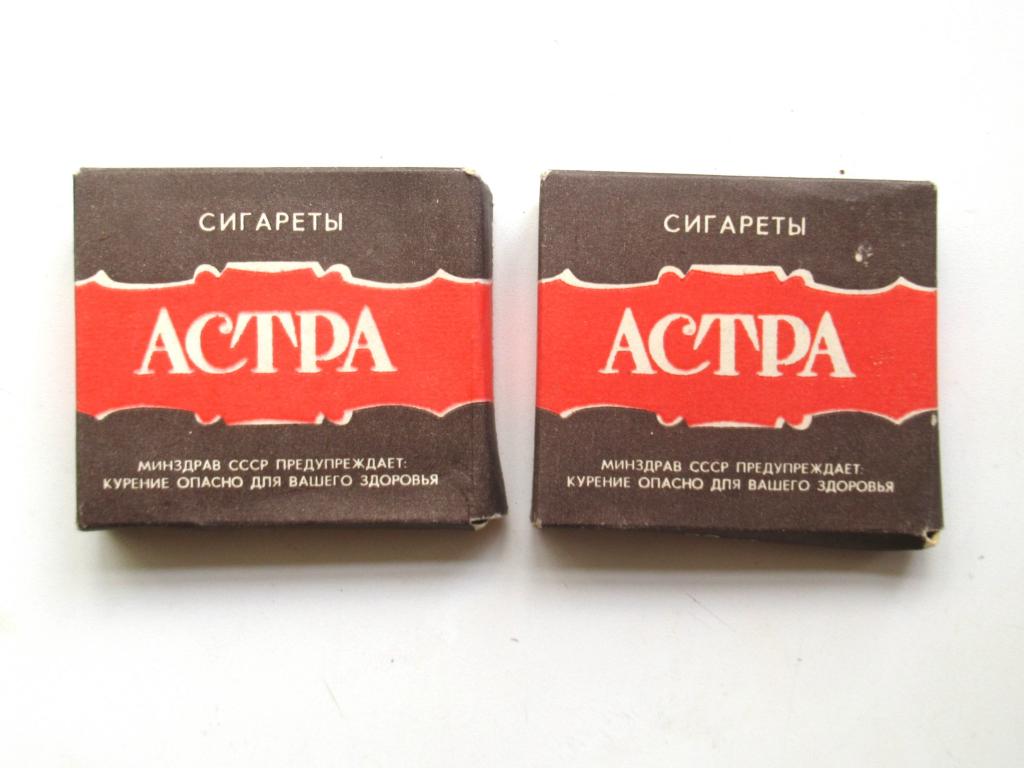 СИГАРЕТЫ
АСТРА
МИНЗДРАВ СССР ПРЕДУПРЕЖДАЕТ:
КУРЕНИЕ ОПАСНО ДЛЯ ВАШЕГО ЗДОРОВЬЯ
СИГАРЕТЫ
АСТРА
МИНЗДРАВ СССР ПРЕДУПРЕЖДАЕТ:
КУРЕНИЕ ОПАСНО ДЛЯ ВАШЕГО ЗДОРОВЬЯ